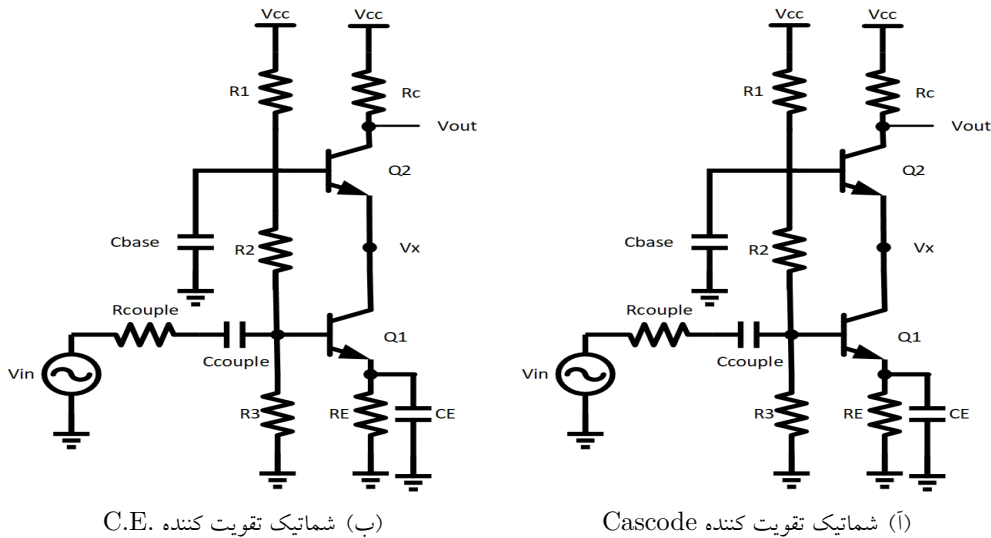 Vcc
Vcc
R1
Rc
Vout
Q2
Cbase
R2
Vx
Rcouple
Ccouple
Q1
Vin
R3
RE
CE
(ب) شماتیک تقویت کننده C.E.
Vcc
Vcc
R1
Rc
Vout
Q2
Cbase
R2
Vx
Rcouple
Ccouple
Q1
Vin
R3
RE
CE
(آ) شماتیک تقویت کننده Cascode